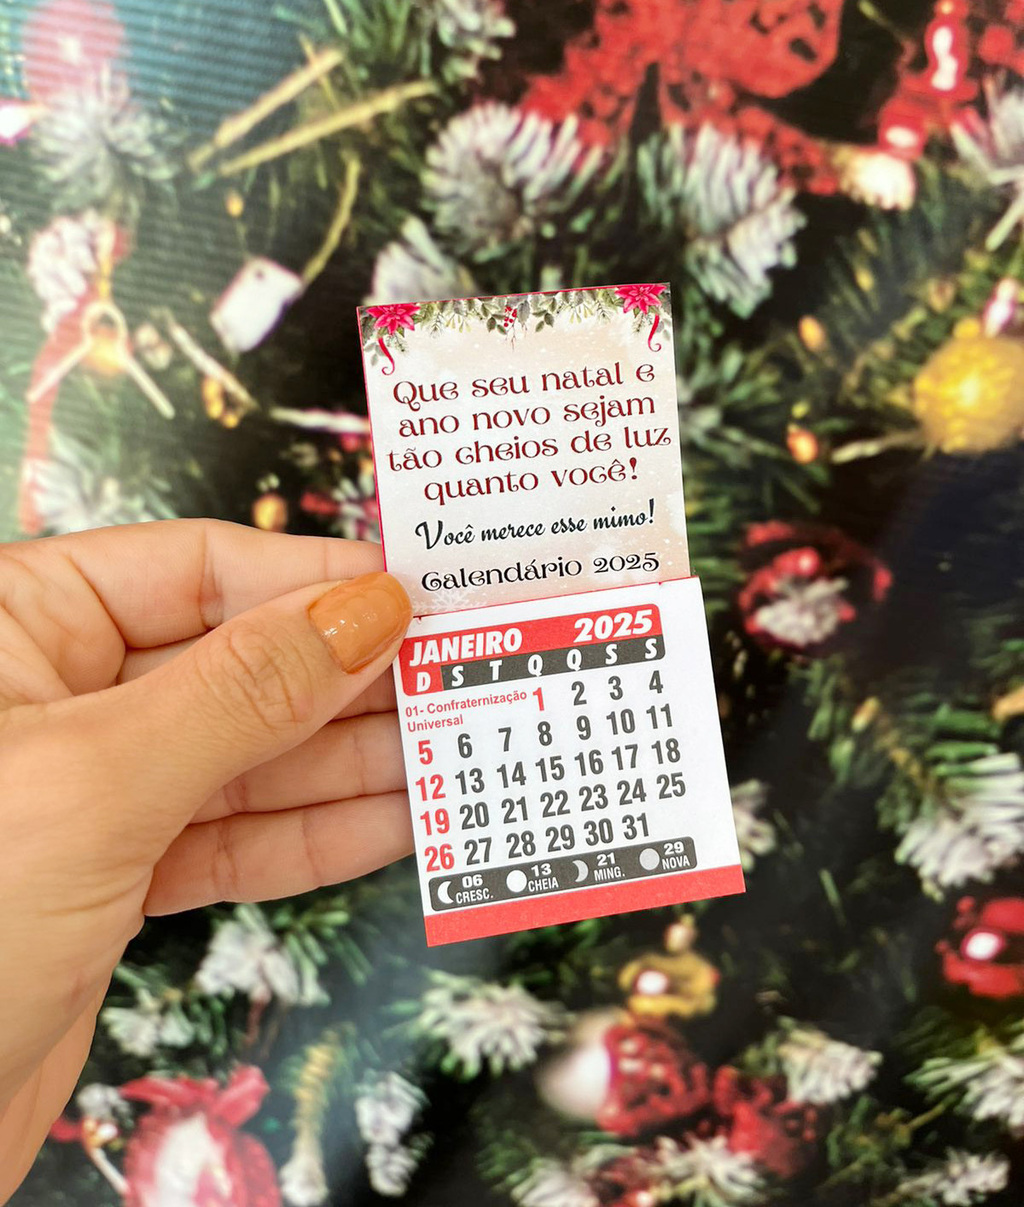 Que seu natal e
ano novo sejam
tão cheios de luz
quanto você!
Você merece esse mimo!
Calendário 2025
JANEIRO 2025
D S T Q Q S S
01- Confraternização
Universal
1 2 3 4
5 6 7 8 9 10 11
12 13 14 15 16 17 18
19 20 21 22 23 24 25
26 27 28 29 30 31
06 CRESC. 13 CHEIA 21 MING. 29 NOVA